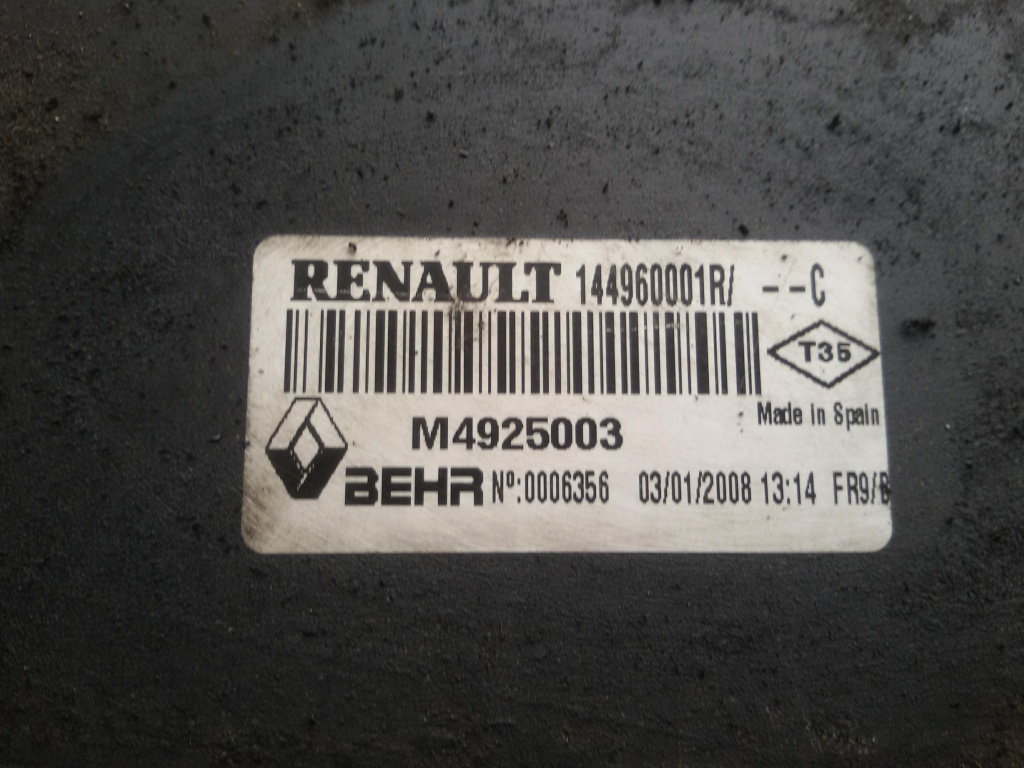 RENAULT 144960001R/ --C
T35
Made in Spain
M4925003
BEHR Nº:0006356 03/01/2008 13:14 FR9/B